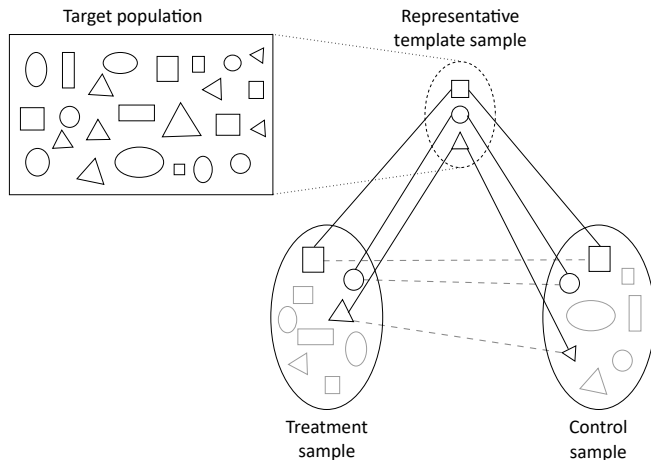 Target population
Representative
template sample
Treatment
sample
Control
sample